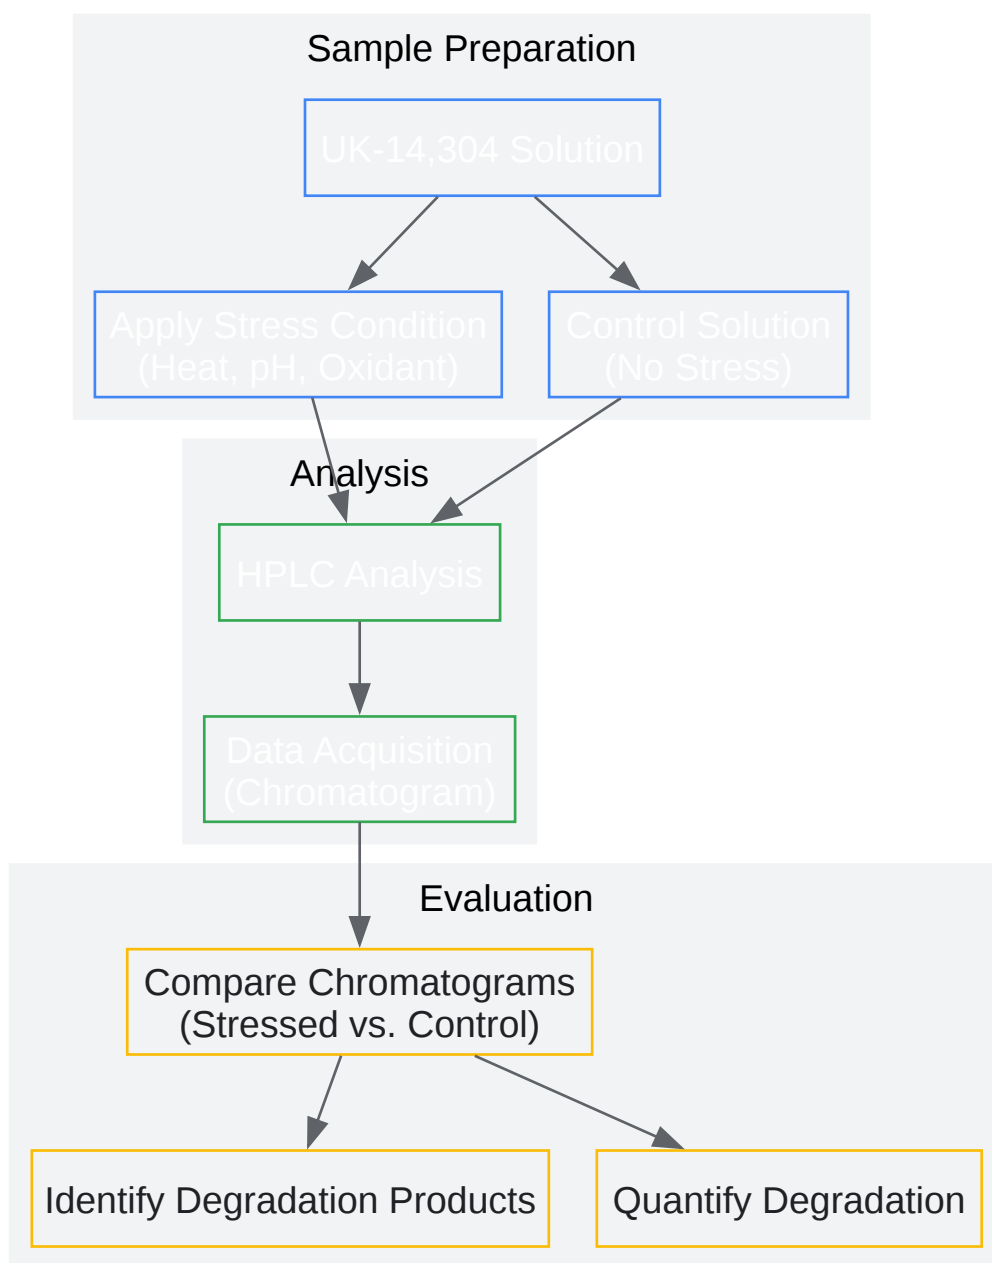 Sample Preparation
UK-14,304 Solution
Apply Stress Condition
(Heat, pH, Oxidant)
Control Solution
(No Stress)
Analysis
HPLC Analysis
Data Acquisition
(Chromatogram)
Evaluation
Compare Chromatograms
(Stressed vs. Control)
Identify Degradation Products
Quantify Degradation